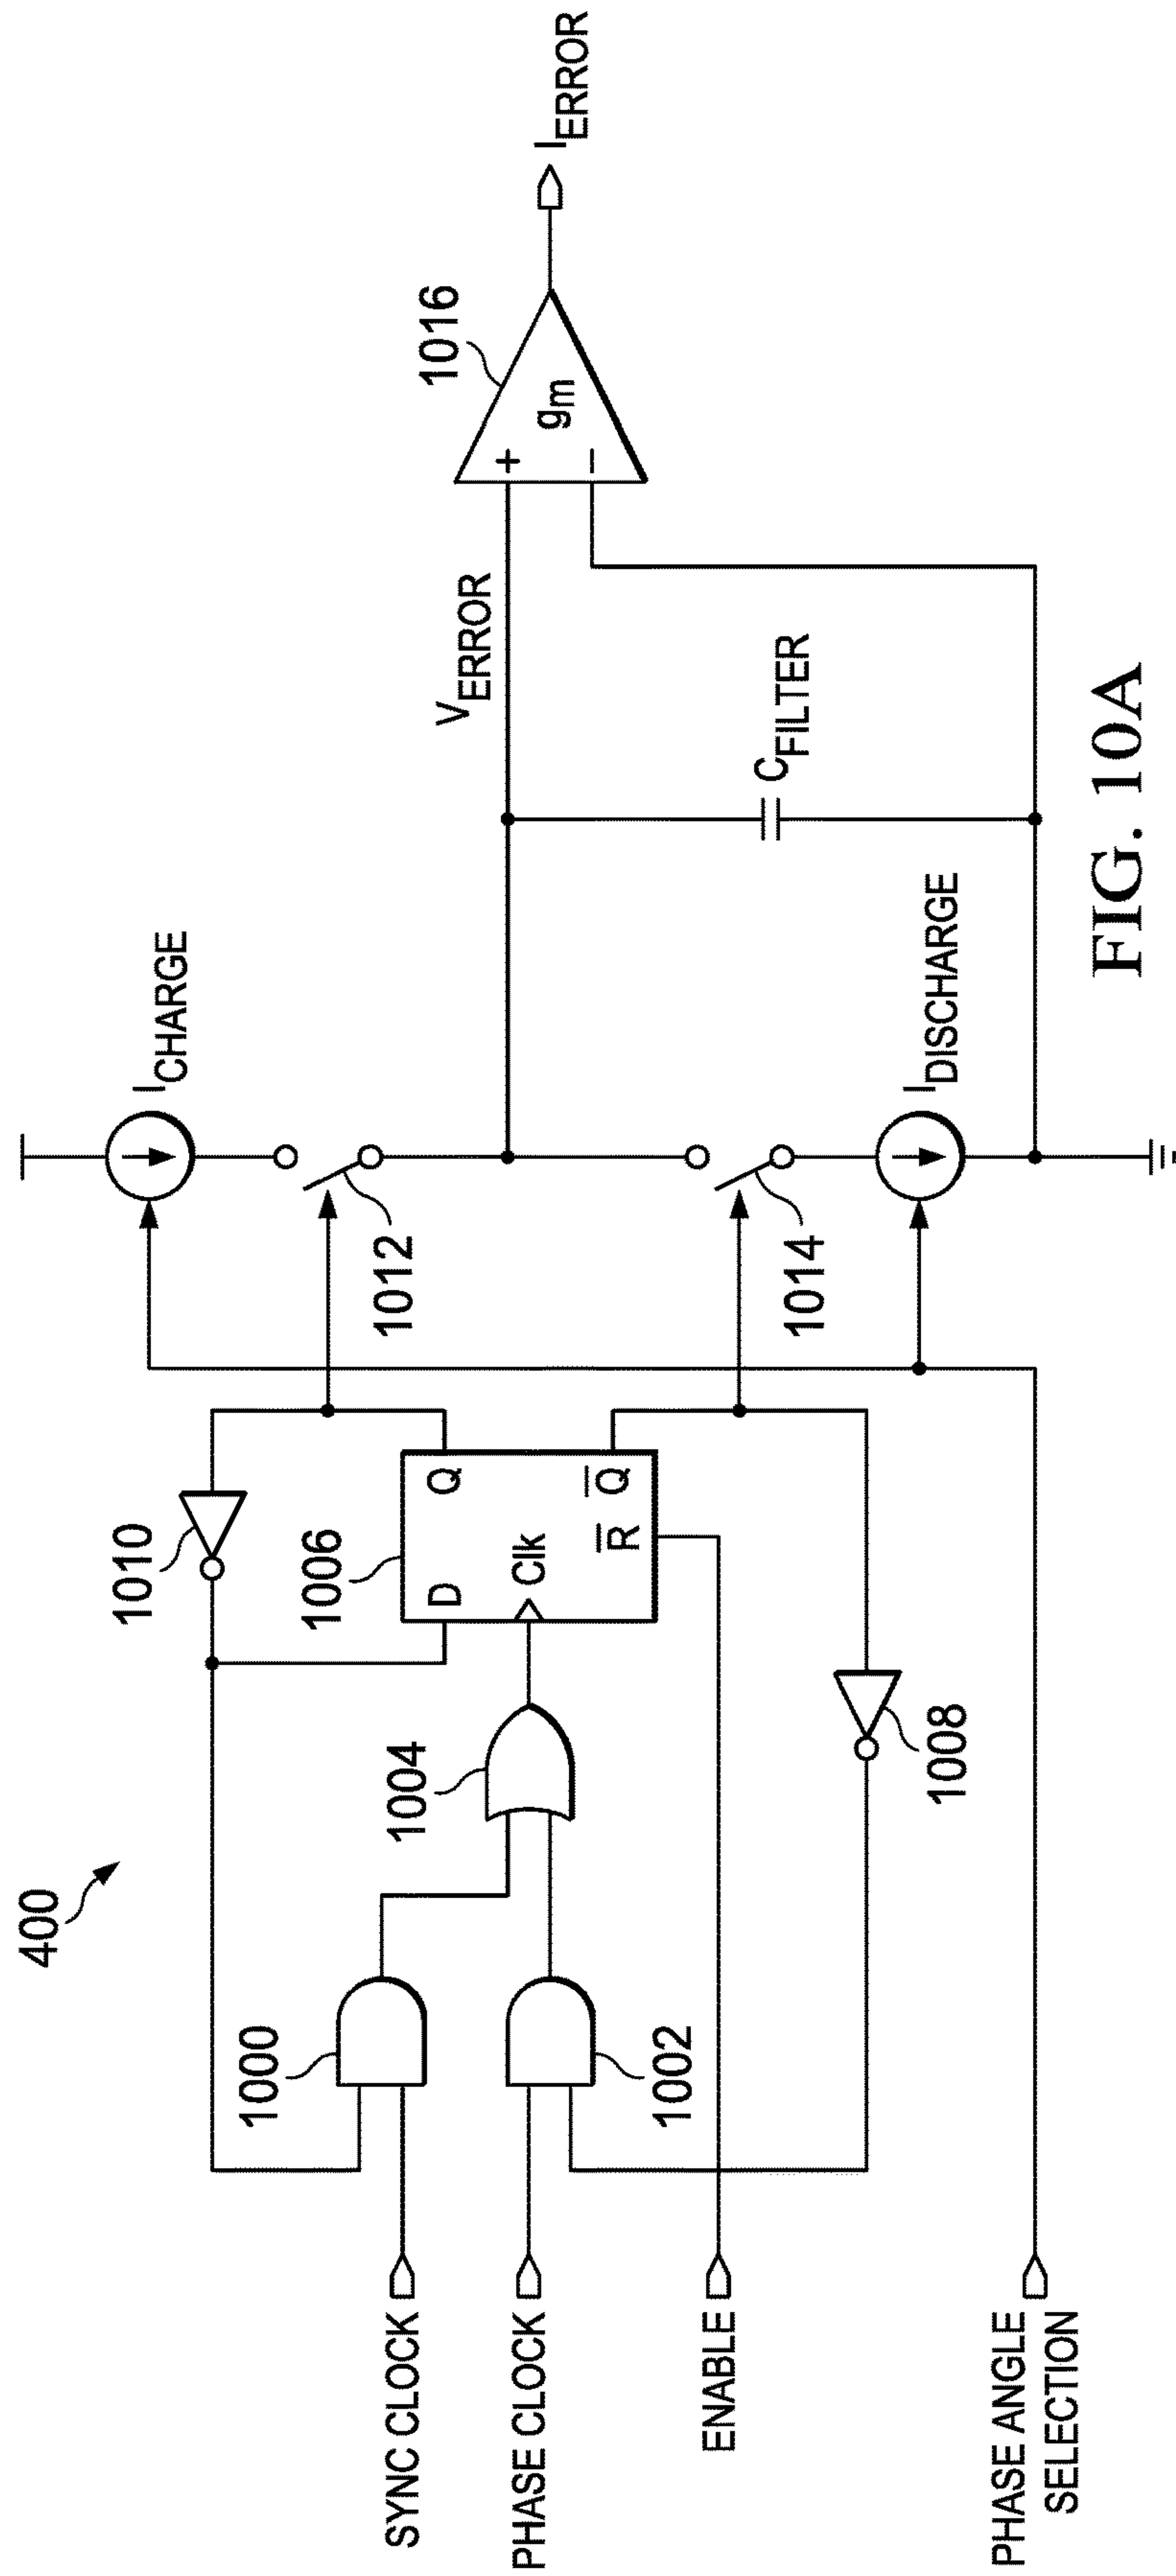 400
1000
1002
1004
1010
1006
D
Q
Clk
R
Q
1008
1012
1014
ICHARGE
IDISCHARGE
VERROR
CFILTER
1016
+
−
gm
IERROR
SYNC CLOCK
PHASE CLOCK
ENABLE
PHASE ANGLE
SELECTION
FIG. 10A